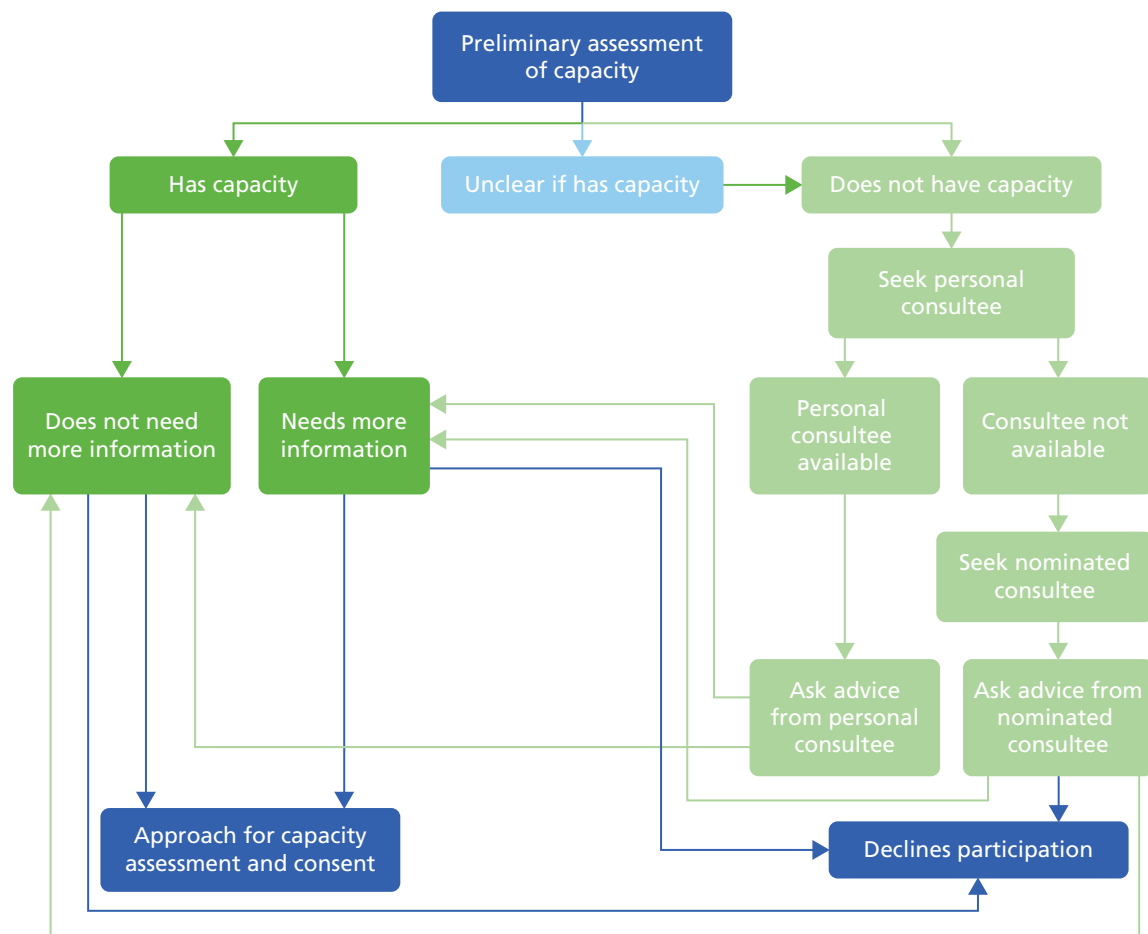 Preliminary assessment
of capacity
Has capacity
Unclear if has capacity
Does not have capacity
Seek personal
consultee
Does not need
more information
Needs more
information
Personal
consultee
available
Consultee not
available
Seek nominated
consultee
Ask advice
from personal
consultee
Ask advice from
nominated
consultee
Approach for capacity
assessment and consent
Declines participation